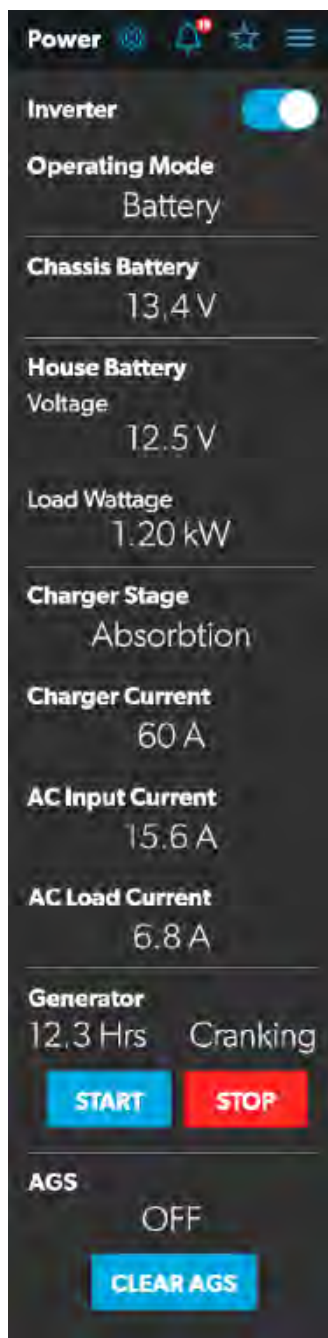 Power 19
Inverter
Operating Mode
Battery
Chassis Battery
13.4 V
House Battery
Voltage
12.5 V
Load Wattage
1.20 kW
Charger Stage
Absorbtion
Charger Current
60 A
AC Input Current
15.6 A
AC Load Current
6.8 A
Generator
12.3 Hrs Cranking
START STOP
AGS
OFF
CLEAR AGS